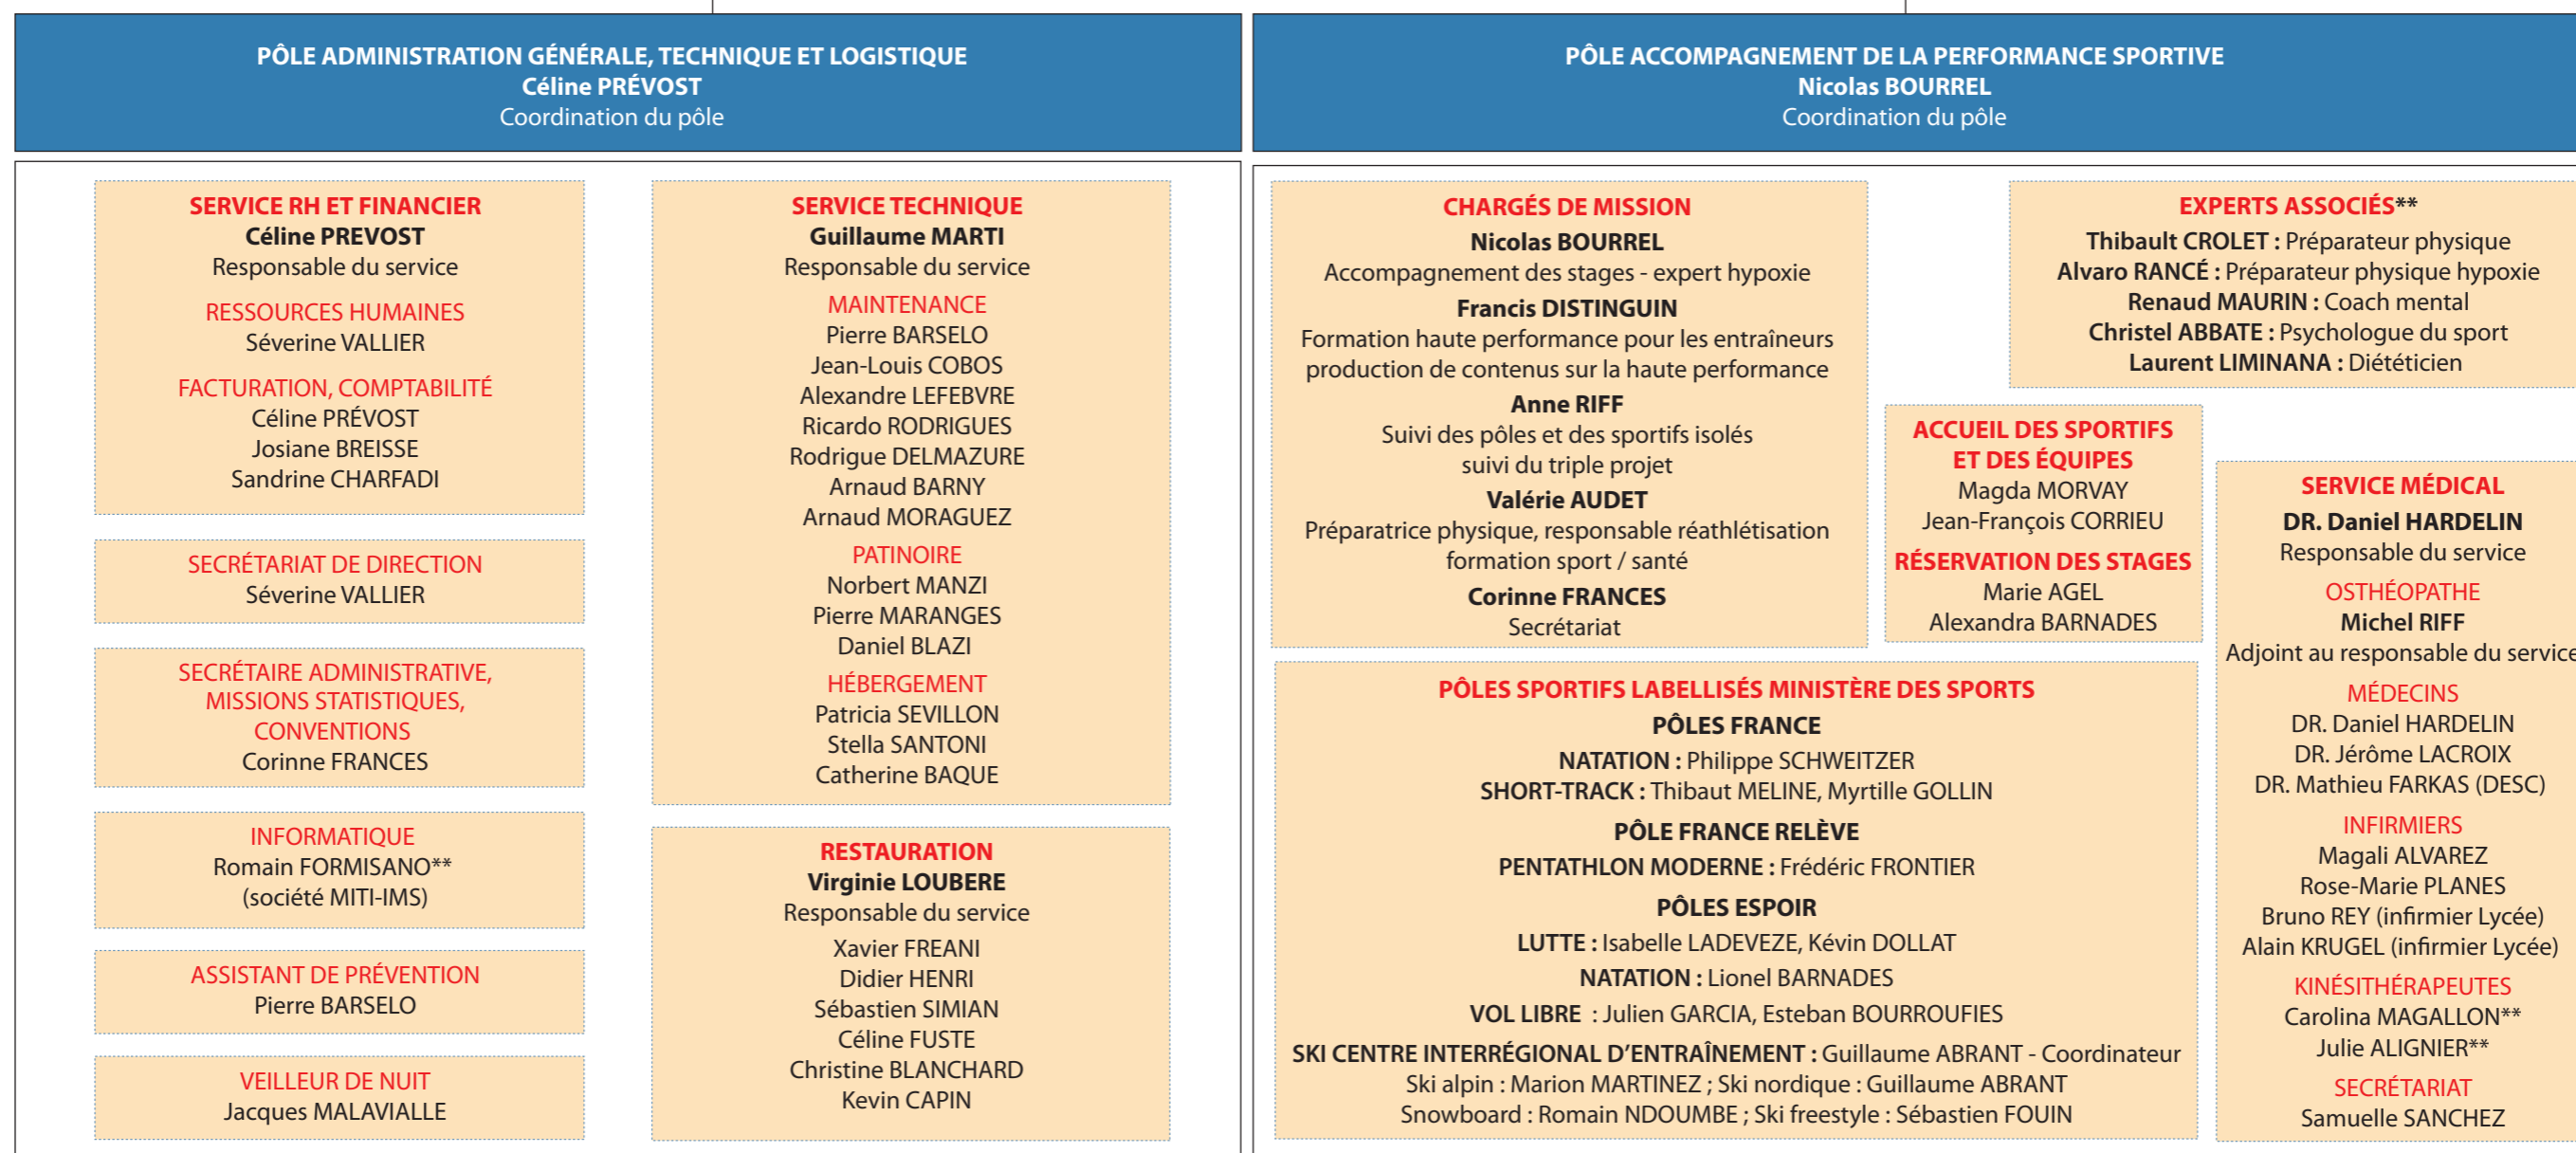 PÔLE ADMINISTRATION GÉNÉRALE, TECHNIQUE ET LOGISTIQUE
Céline PRÉVOST
Coordination du pôle
SERVICE RH ET FINANCIER
Céline PREVOST
Responsable du service
RESSOURCES HUMAINES
Séverine VALLIER
FACTURATION, COMPTABILITÉ
Céline PRÉVOST
Josiane BREISSE
Sandrine CHARFADI
SECRÉTARIAT DE DIRECTION
Séverine VALLIER
SECRÉTAIRE ADMINISTRATIVE,
MISSIONS STATISTIQUES,
CONVENTIONS
Corinne FRANCES
INFORMATIQUE
Romain FORMISANO**
(société MITI-IMS)
ASSISTANT DE PRÉVENTION
Pierre BARSELO
VEILLEUR DE NUIT
Jacques MALAVIALLE
SERVICE TECHNIQUE
Guillaume MARTI
Responsable du service
MAINTENANCE
Pierre BARSELO
Jean-Louis COBOS
Alexandre LEFEBVRE
Ricardo RODRIGUES
Rodrigue DELMAZURE
Arnaud BARNY
Arnaud MORAGUEZ
PATINOIRE
Norbert MANZI
Pierre MARANGES
Daniel BLAZI
HÉBERGEMENT
Patricia SEVILLON
Stella SANTONI
Catherine BAQUE
RESTAURATION
Virginie LOUBERE
Responsable du service
Xavier FREANI
Didier HENRI
Sébastien SIMIAN
Céline FUSTE
Christine BLANCHARD
Kevin CAPIN
PÔLE ACCOMPAGNEMENT DE LA PERFORMANCE SPORTIVE
Nicolas BOURREL
Coordination du pôle
CHARGÉS DE MISSION
Nicolas BOURREL
Accompagnement des stages - expert hypoxie
Francis DISTINGUIN
Formation haute performance pour les entraîneurs
production de contenus sur la haute performance
Anne RIFF
Suivi des pôles et des sportifs isolés
suivi du triple projet
Valérie AUDET
Préparatrice physique, responsable réathlétisation
formation sport / santé
Corinne FRANCES
Secrétariat
EXPERTS ASSOCIÉS**
Thibault CROLET : Préparateur physique
Alvaro RANCÉ : Préparateur physique hypoxie
Renaud MAURIN : Coach mental
Christel ABBATE : Psychologue du sport
Laurent LIMINANA : Diététicien
ACCUEIL DES SPORTIFS
ET DES ÉQUIPES
Magda MORVAY
Jean-François CORRIEU
RÉSERVATION DES STAGES
Marie AGEL
Alexandra BARNADES
PÔLES SPORTIFS LABELLISÉS MINISTÈRE DES SPORTS
PÔLES FRANCE
NATATION : Philippe SCHWEITZER
SHORT-TRACK : Thibaut MELINE, Myrtille GOLLIN
PÔLE FRANCE RELÈVE
PENTATHLON MODERNE : Frédéric FRONTIER
PÔLES ESPOIR
LUTTE : Isabelle LADEVEZE, Kévin DOLLAT
NATATION : Lionel BARNADES
VOL LIBRE : Julien GARCIA, Esteban BOURROUFIES
SKI CENTRE INTERRÉGIONAL D'ENTRAÎNEMENT : Guillaume ABRANT - Coordinateur
Ski alpin : Marion MARTINEZ ; Ski nordique : Guillaume ABRANT
Snowboard : Romain NDOUMBE ; Ski freestyle : Sébastien FOUIN
SERVICE MÉDICAL
DR. Daniel HARDELIN
Responsable du service
OSTHÉOPATHE
Michel RIFF
Adjoint au responsable du service
MÉDECINS
DR. Daniel HARDELIN
DR. Jérôme LACROIX
DR. Mathieu FARKAS (DESC)
INFIRMIERS
Magali ALVAREZ
Rose-Marie PLANES
Bruno REY (infirmier Lycée)
Alain KRUGEL (infirmier Lycée)
KINÉSITHÉRAPEUTES
Carolina MAGALLON**
Julie ALIGNIER**
SECRÉTARIAT
Samuelle SANCHEZ